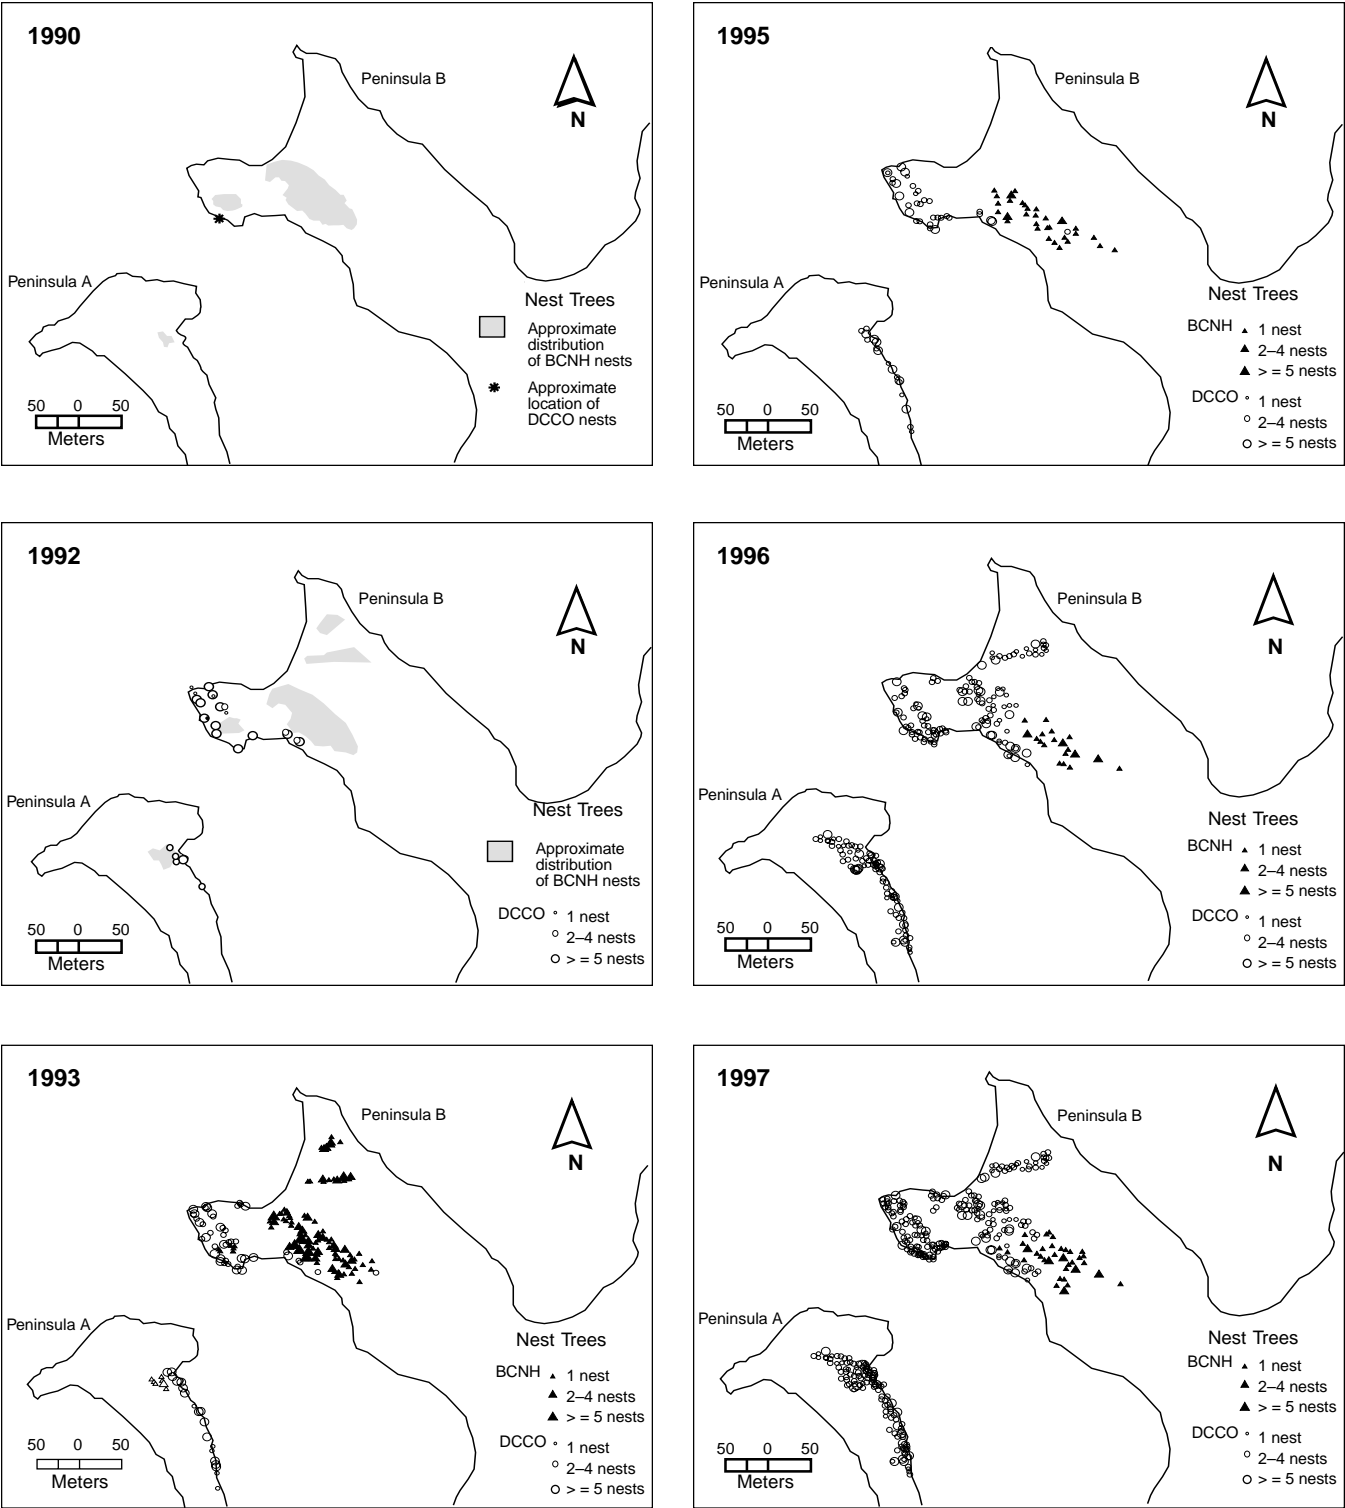 1990
Peninsula B
N
Peninsula A
Nest Trees
Approximate
distribution
of BCNH nests
Approximate
location of
DCCO nests
50 0 50
Meters
1995
Peninsula B
N
Peninsula A
Nest Trees
BCNH 1 nest
2–4 nests
> = 5 nests
DCCO 1 nest
2–4 nests
> = 5 nests
50 0 50
Meters
1992
Peninsula B
N
Peninsula A
Nest Trees
Approximate
distribution
of BCNH nests
DCCO 1 nest
2–4 nests
> = 5 nests
50 0 50
Meters
1996
Peninsula B
N
Peninsula A
Nest Trees
BCNH 1 nest
2–4 nests
> = 5 nests
DCCO 1 nest
2–4 nests
> = 5 nests
50 0 50
Meters
1993
Peninsula B
N
Peninsula A
Nest Trees
BCNH 1 nest
2–4 nests
> = 5 nests
DCCO 1 nest
2–4 nests
> = 5 nests
50 0 50
Meters
1997
Peninsula B
N
Peninsula A
Nest Trees
BCNH 1 nest
2–4 nests
> = 5 nests
DCCO 1 nest
2–4 nests
> = 5 nests
50 0 50
Meters